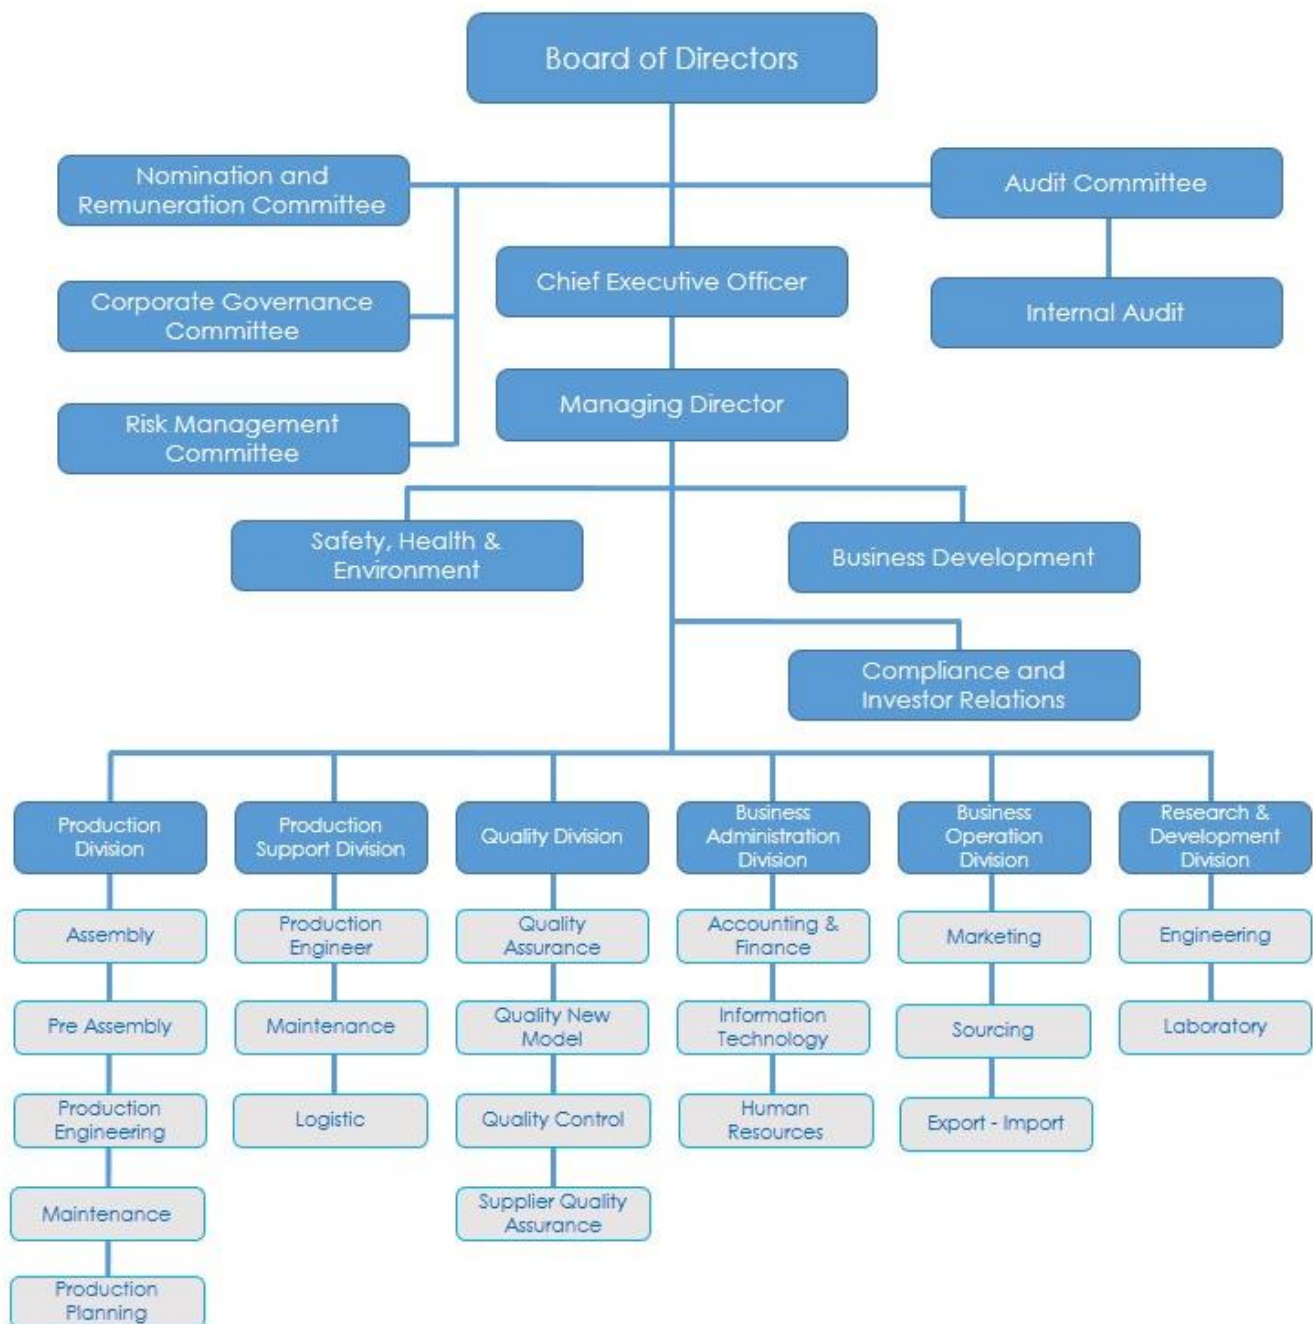 Board of Directors
Nomination and
Remuneration Committee
Audit Committee
Chief Executive Officer
Corporate Governance
Committee
Internal Audit
Managing Director
Risk Management
Committee
Safety, Health &
Environment
Business Development
Compliance and
Investor Relations
Production
Division
Production
Support Division
Quality Division
Business
Administration
Division
Business
Operation
Division
Research &
Development
Division
Assembly
Production
Engineer
Quality
Assurance
Accounting &
Finance
Marketing
Engineering
Pre Assembly
Maintenance
Quality New
Model
Information
Technology
Sourcing
Laboratory
Production
Engineering
Logistic
Quality Control
Human
Resources
Export - Import
Maintenance
Supplier Quality
Assurance
Production
Planning